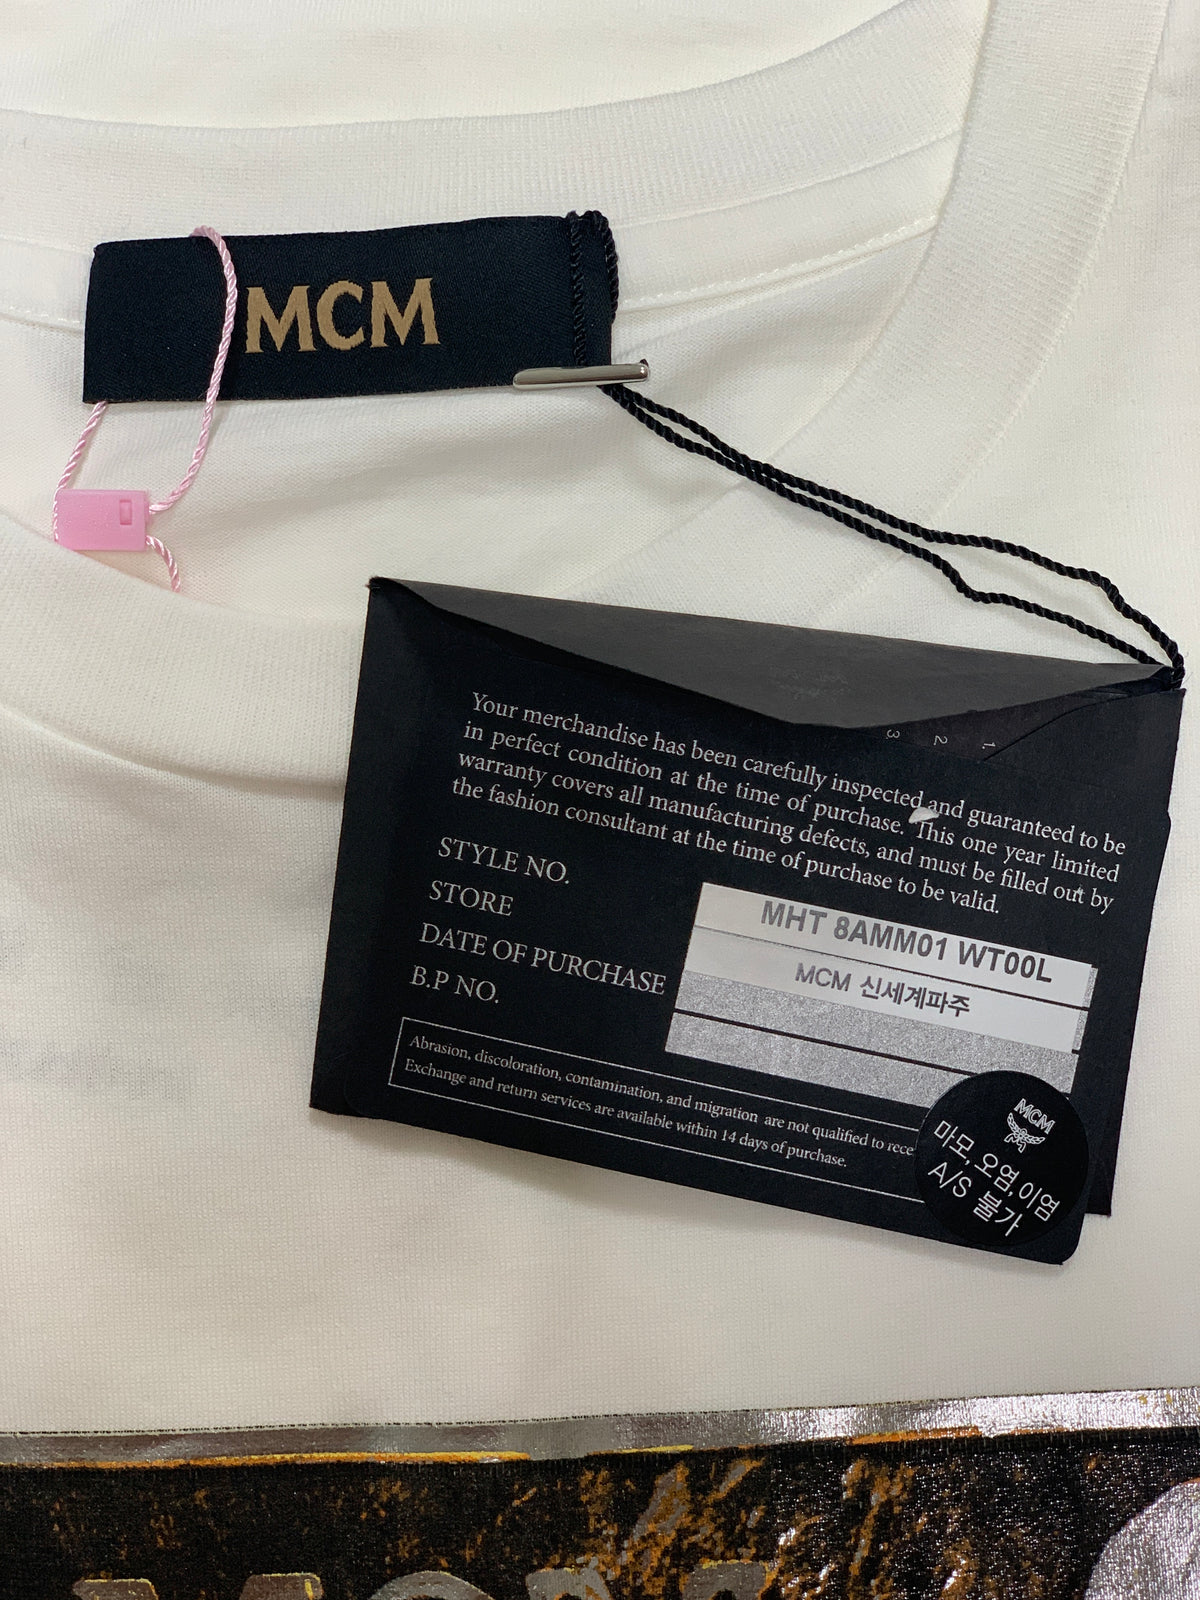 MCM
3 2 1.
Your merchandise has been carefully inspected and guaranteed to be
in perfect condition at the time of purchase. This one year limited
warranty covers all manufacturing defects, and must be filled out by
the fashion consultant at the time of purchase to be valid.
STYLE NO.
MHT 8AMM01 WT00L
STORE
MCM 신세계파주
DATE OF PURCHASE
B.P NO.
Abrasion, discoloration, contamination, and migration are not qualified to rece
Exchange and return services are available within 14 days of purchase.
MCM
마모, 오염, 이염
A/S 불가